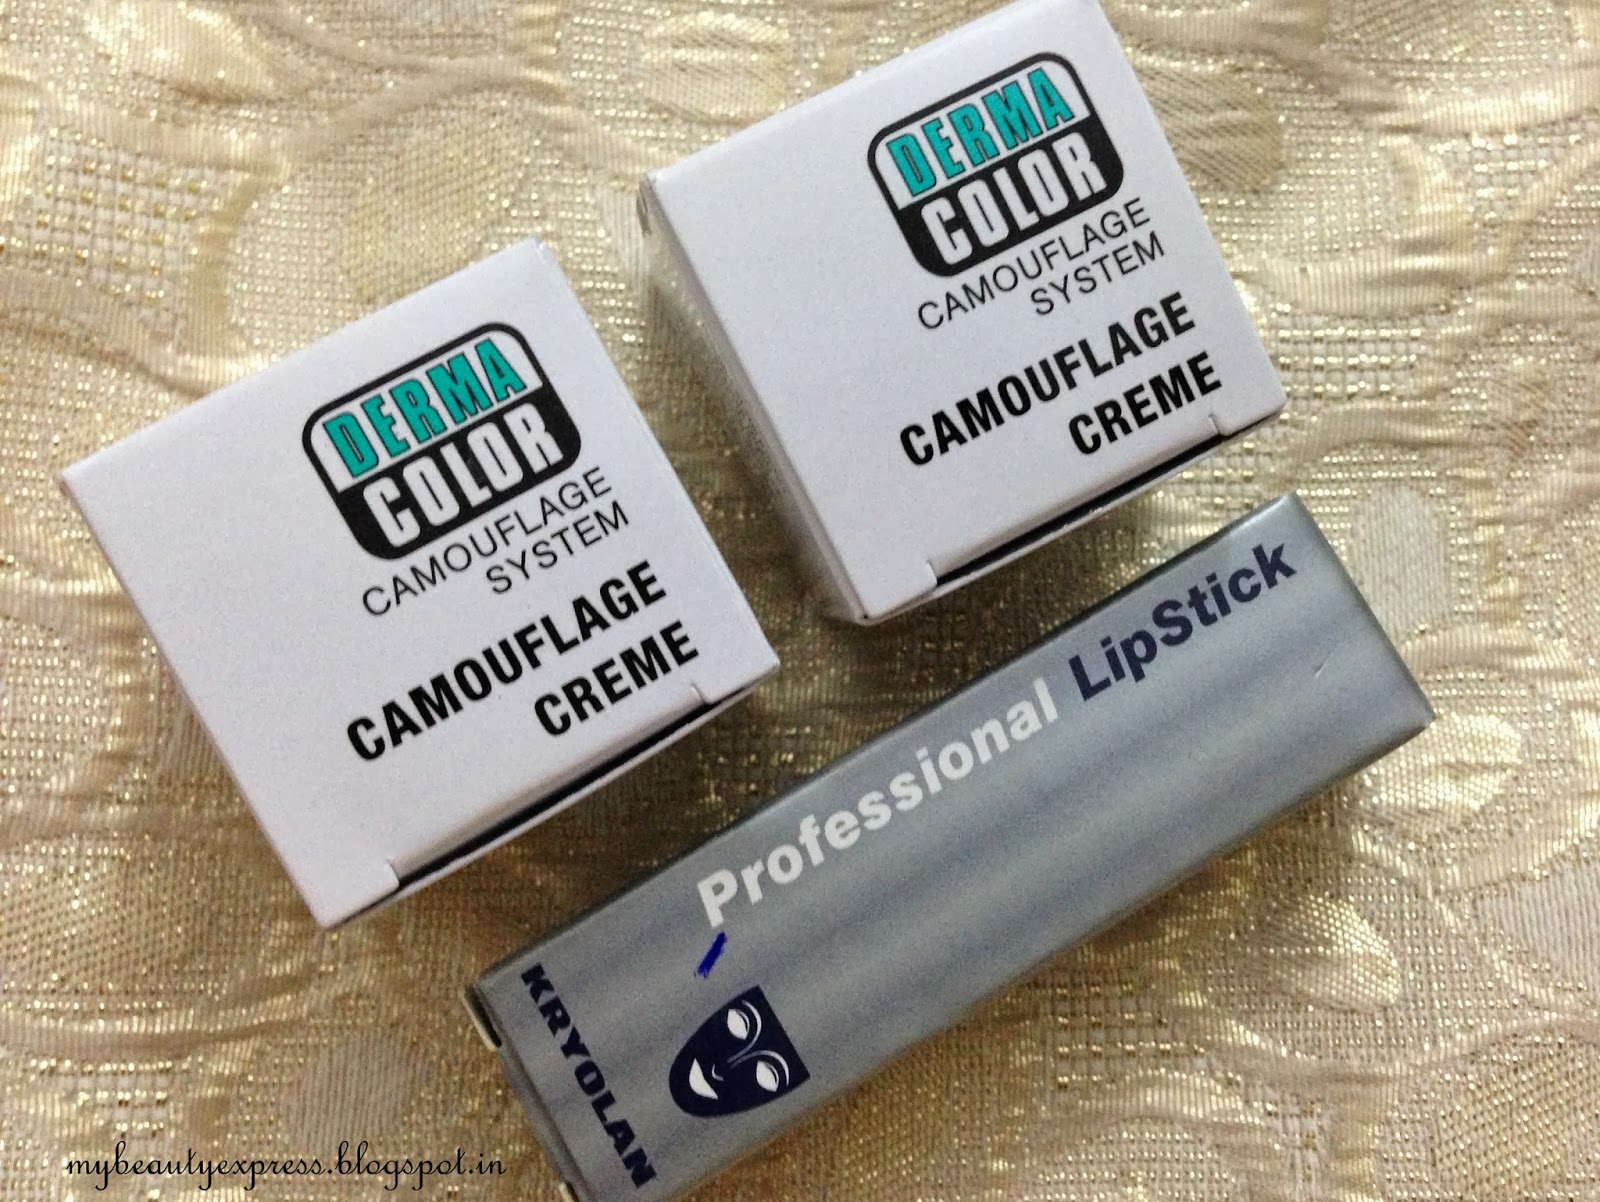 DERMA
COLOR
CAMOUFLAGE
SYSTEM
CAMOUFLAGE
CREME
DERMA
COLOR
CAMOUFLAGE
SYSTEM
CAMOUFLAGE
CREME
Professional LipStick
KRYOLAN
mybeautyexpress.blogspot.in